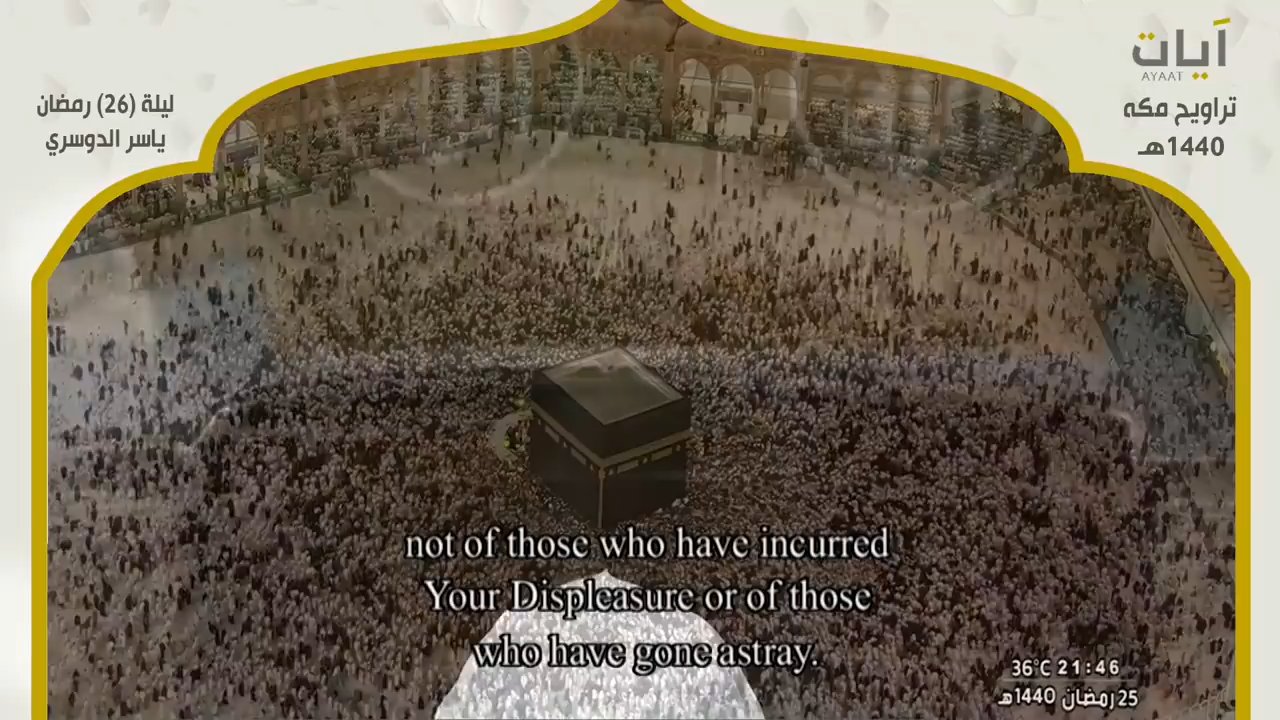 آيات
AYAAT
تراويح مكه
1440هـ
ليلة (26) رمضان
ياسر الدوسري
not of those who have incurred
Your Displeasure or of those
who have gone astray.
36°C 21:46
25 رمضان 1440هـ